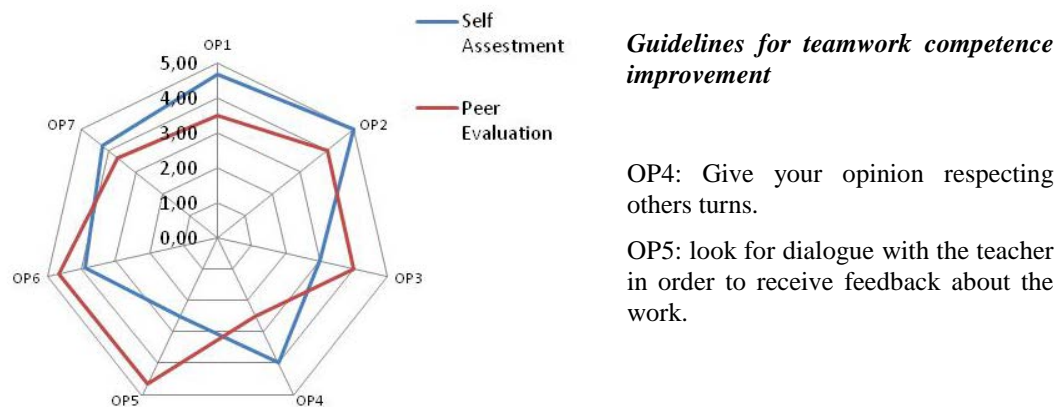 Self
Assestment
Peer
Evaluation
OP1
5,00
4,00
3,00
2,00
1,00
0,00
OP2
OP3
OP4
OP5
OP6
OP7
Guidelines for teamwork competence
improvement
OP4: Give your opinion respecting
others turns.
OP5: look for dialogue with the teacher
in order to receive feedback about the
work.